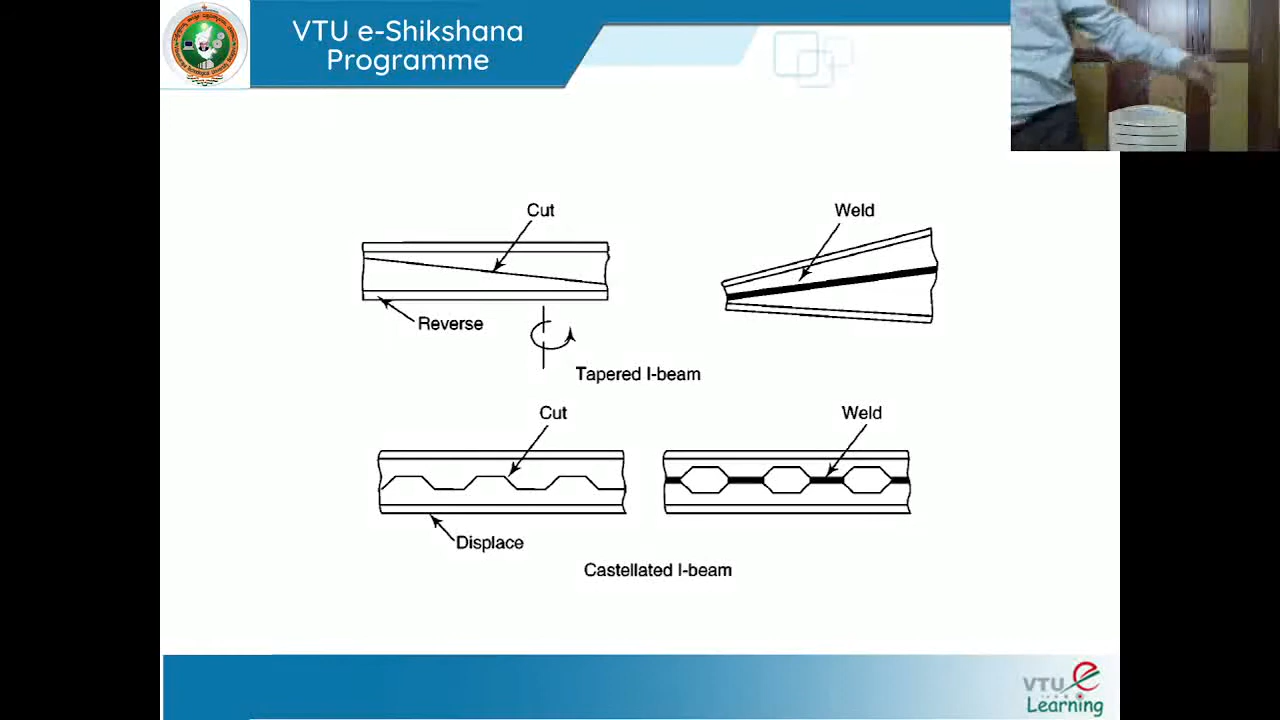 VTU e-Shikshana
Programme
Cut
Weld
Reverse
Tapered I-beam
Cut
Weld
Displace
Castellated I-beam
VTU e
Learning